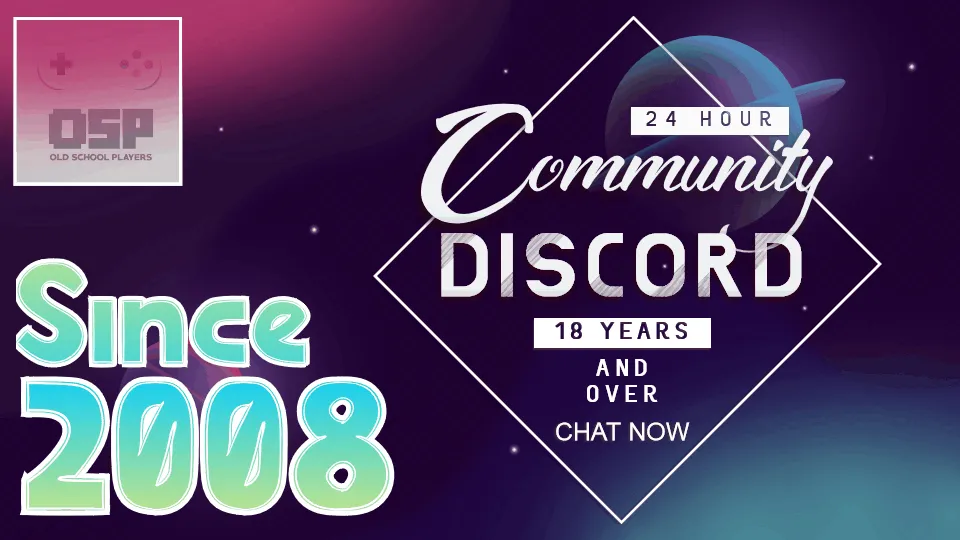 OSP
OLD SCHOOL PLAYERS
Since
2008
24 HOUR
Community
DISCORD
18 YEARS
AND
OVER
CHAT NOW